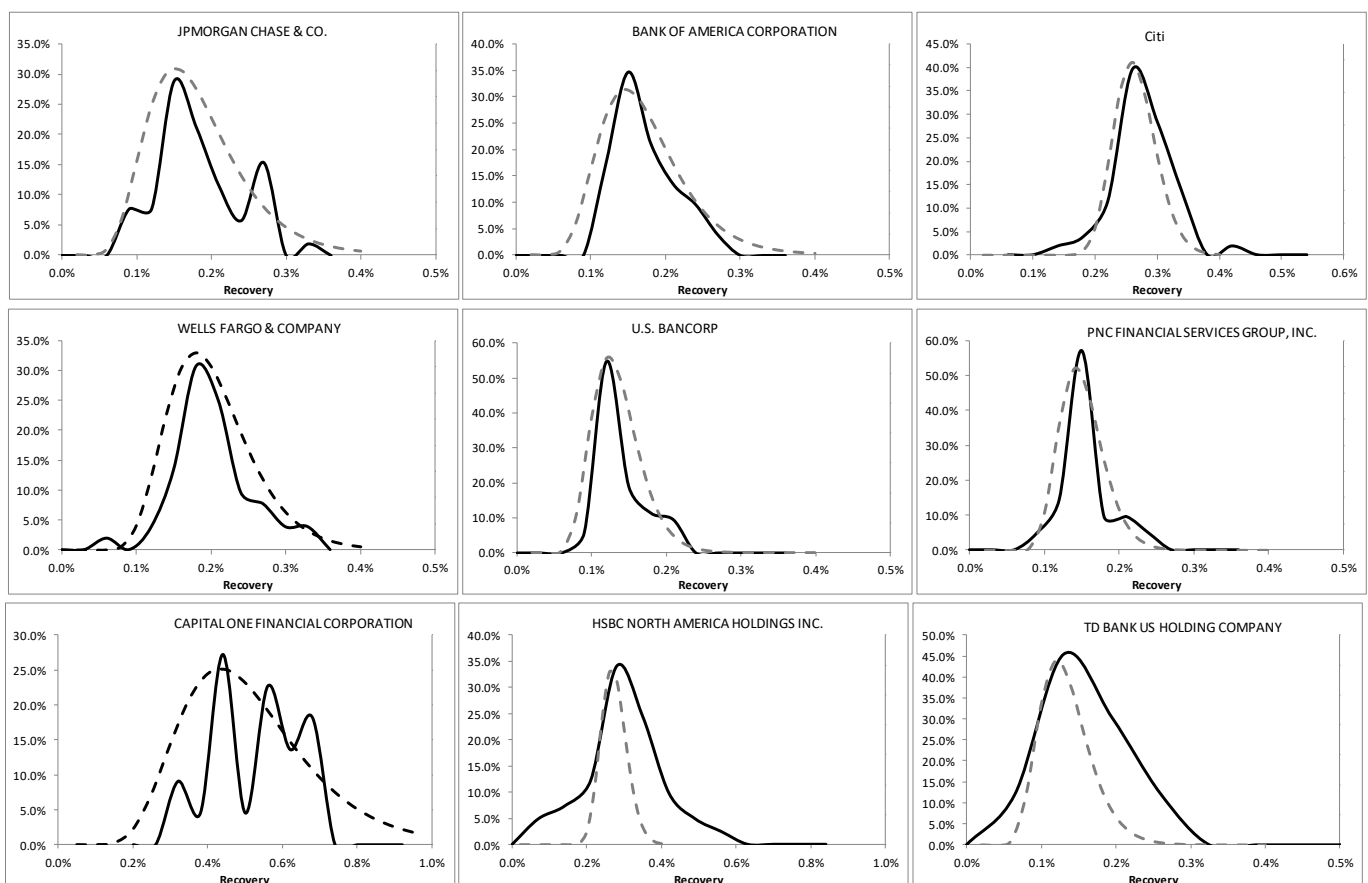 JPMORGAN CHASE & CO.
35.0%
30.0%
25.0%
20.0%
15.0%
10.0%
5.0%
0.0%
0.0% 0.1% 0.2% 0.3% 0.4% 0.5%
Recovery
BANK OF AMERICA CORPORATION
40.0%
35.0%
30.0%
25.0%
20.0%
15.0%
10.0%
5.0%
0.0%
0.0% 0.1% 0.2% 0.3% 0.4% 0.5%
Recovery
Citi
45.0%
40.0%
35.0%
30.0%
25.0%
20.0%
15.0%
10.0%
5.0%
0.0%
0.0% 0.1% 0.2% 0.3% 0.4% 0.5% 0.6%
Recovery
WELLS FARGO & COMPANY
35.0%
30.0%
25.0%
20.0%
15.0%
10.0%
5.0%
0.0%
0.0% 0.1% 0.2% 0.3% 0.4% 0.5%
Recovery
U.S. BANCORP
60.0%
50.0%
40.0%
30.0%
20.0%
10.0%
0.0%
0.0% 0.1% 0.2% 0.3% 0.4% 0.5%
Recovery
PNC FINANCIAL SERVICES GROUP, INC.
60.0%
50.0%
40.0%
30.0%
20.0%
10.0%
0.0%
0.0% 0.1% 0.2% 0.3% 0.4% 0.5%
Recovery
CAPITAL ONE FINANCIAL CORPORATION
30.0%
25.0%
20.0%
15.0%
10.0%
5.0%
0.0%
0.0% 0.2% 0.4% 0.6% 0.8% 1.0%
Recovery
HSBC NORTH AMERICA HOLDINGS INC.
40.0%
35.0%
30.0%
25.0%
20.0%
15.0%
10.0%
5.0%
0.0%
0.0% 0.2% 0.4% 0.6% 0.8% 1.0%
Recovery
TD BANK US HOLDING COMPANY
50.0%
45.0%
40.0%
35.0%
30.0%
25.0%
20.0%
15.0%
10.0%
5.0%
0.0%
0.0% 0.1% 0.2% 0.3% 0.4% 0.5%
Recovery